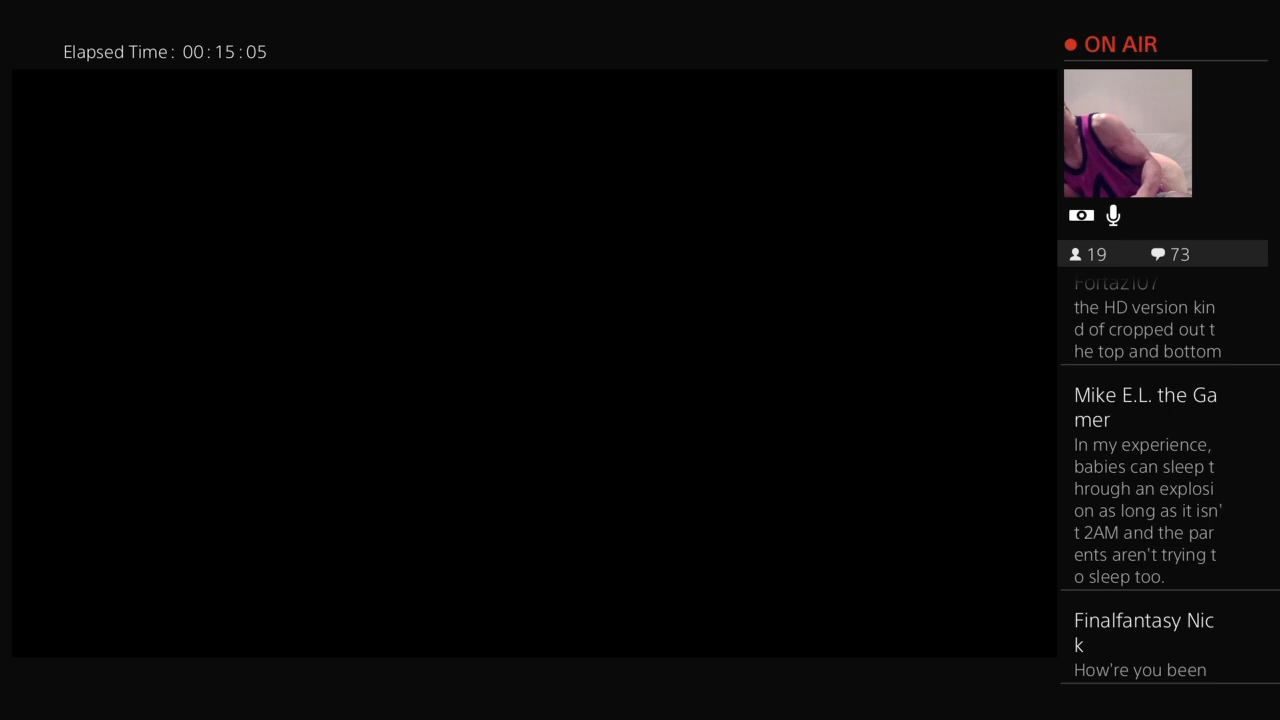 Elapsed Time: 00:15:05
ON AIR
19 73
Forta2107
the HD version kin
d of cropped out t
he top and bottom
Mike E.L. the Ga
mer
In my experience,
babies can sleep t
hrough an explosi
on as long as it isn'
t 2AM and the par
ents aren't trying t
o sleep too.
Finalfantasy Nic
k
How're you been